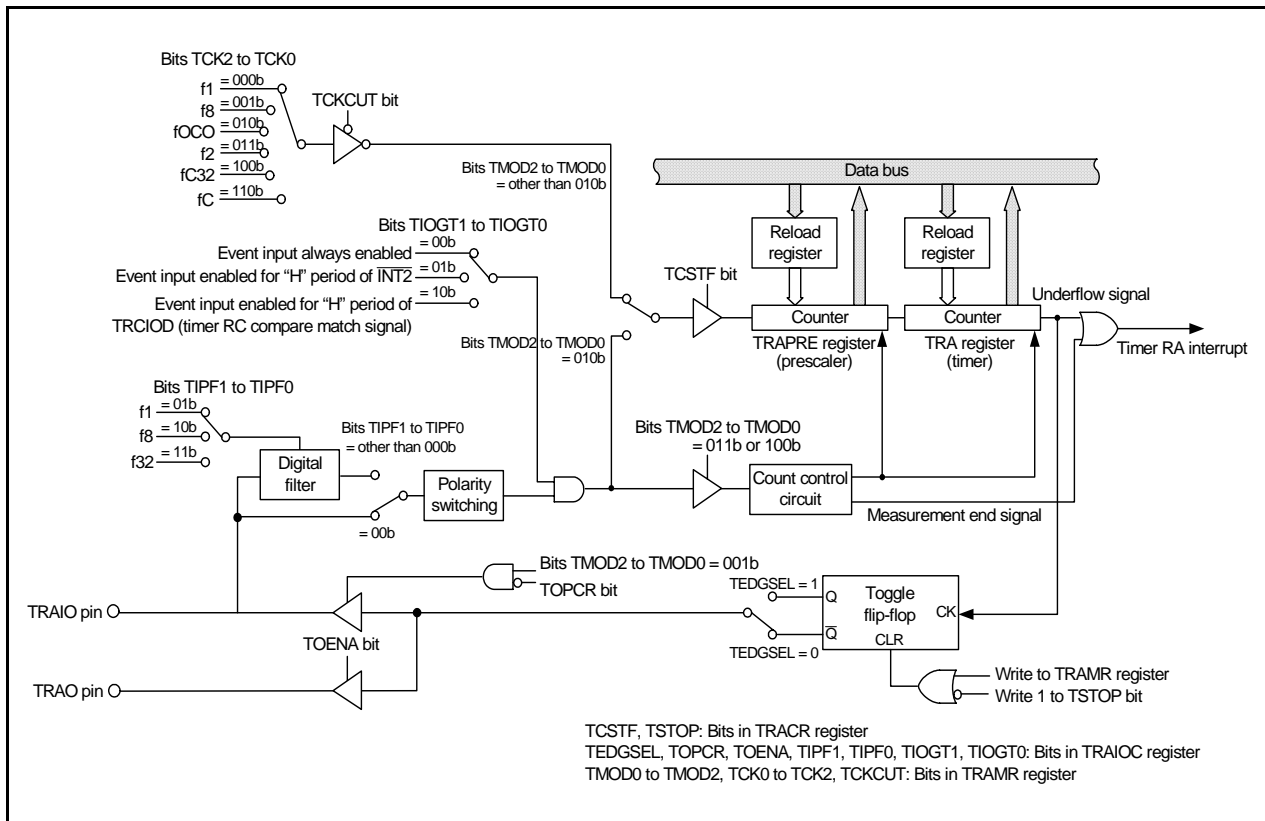 Bits TCK2 to TCK0
f1 = 000b
f8 = 001b
fOCO = 010b
f2 = 011b
fC32 = 100b
fC = 110b
TCKCUT bit
Bits TMOD2 to TMOD0
= other than 010b
Data bus
Reload
register
Reload
register
Bits TIOGT1 to TIOGT0
Event input always enabled = 00b
Event input enabled for “H” period of INT2 = 01b
Event input enabled for “H” period of = 10b
TRCIOD (timer RC compare match signal)
TCSTF bit
Counter
TRAPRE register
(prescaler)
Counter
TRA register
(timer)
Underflow signal
Timer RA interrupt
Bits TMOD2 to TMOD0
= 010b
Bits TIPF1 to TIPF0
f1 = 01b
f8 = 10b
f32 = 11b
Digital
filter
Bits TIPF1 to TIPF0
= other than 000b
= 00b
Polarity
switching
Bits TMOD2 to TMOD0
= 011b or 100b
Count control
circuit
Measurement end signal
Bits TMOD2 to TMOD0 = 001b
TOPCR bit
TRAIO pin
TOENA bit
TRAO pin
TEDGSEL = 1
TEDGSEL = 0
Q
Q
Toggle
flip-flop
CK
CLR
Write to TRAMR register
Write 1 to TSTOP bit
TCSTF, TSTOP: Bits in TRACR register
TEDGSEL, TOPCR, TOENA, TIPF1, TIPF0, TIOGT1, TIOGT0: Bits in TRAIOC register
TMOD0 to TMOD2, TCK0 to TCK2, TCKCUT: Bits in TRAMR register